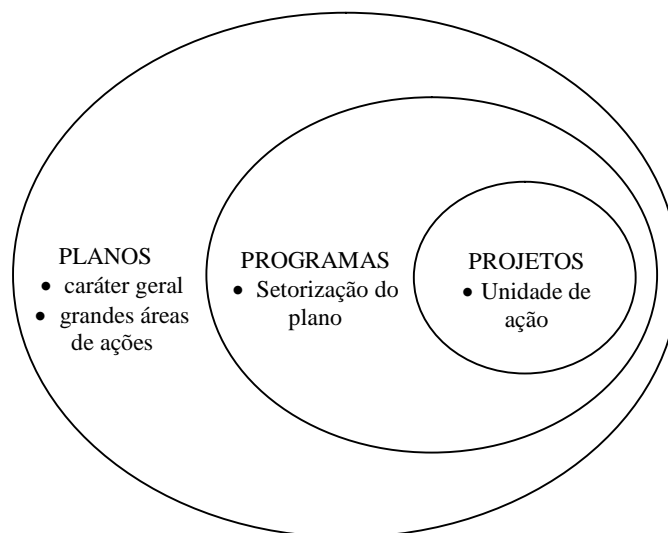 PLANOS
• caráter geral
• grandes áreas
de ações
PROGRAMAS
• Setorização do
plano
PROJETOS
• Unidade de
ação